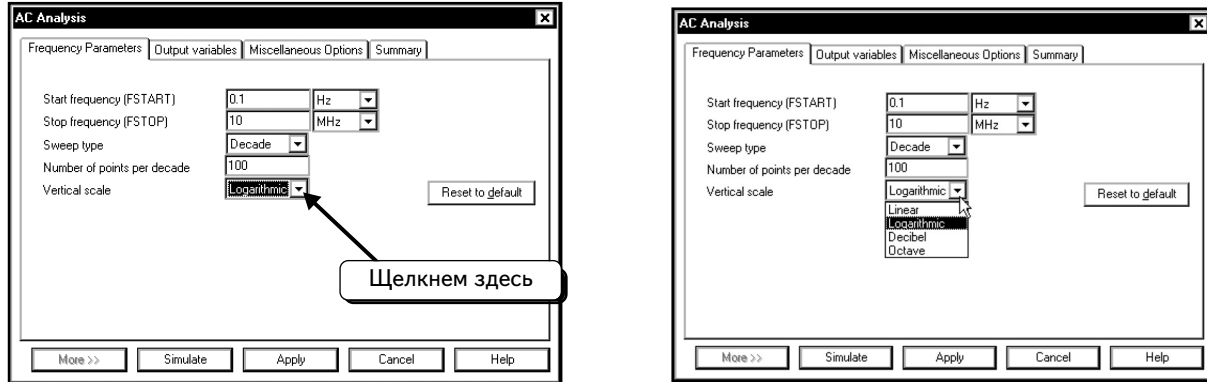 AC Analysis
Frequency Parameters Output variables Miscellaneous Options Summary
Start frequency (FSTART) 0.1 Hz
Stop frequency (FSTOP) 10 MHz
Sweep type Decade
Number of points per decade 100
Vertical scale Logarithmic
Reset to default
Щелкнем здесь
More >> Simulate Apply Cancel Help
AC Analysis
Frequency Parameters Output variables Miscellaneous Options Summary
Start frequency (FSTART) 0.1 Hz
Stop frequency (FSTOP) 10 MHz
Sweep type Decade
Number of points per decade 100
Vertical scale Logarithmic
Reset to default
Linear
Logarithmic
Decibel
Octave
More >> Simulate Apply Cancel Help